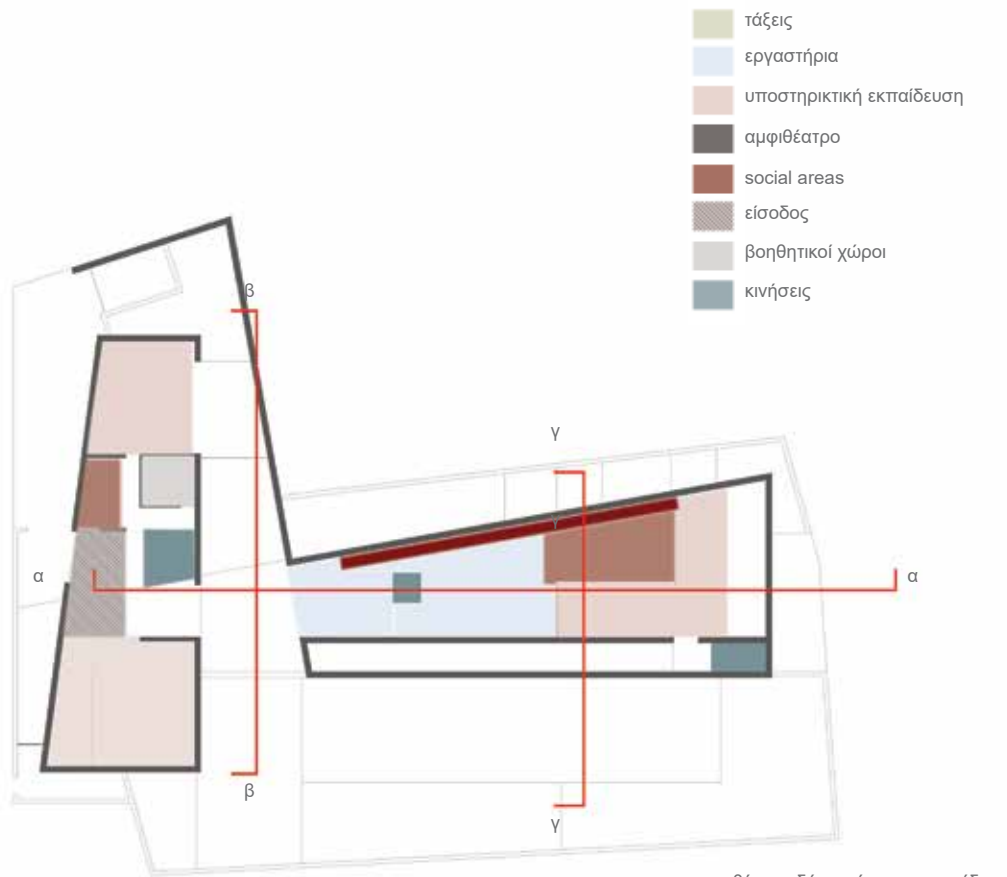 τάξεις
εργαστήρια
υποστηρικτική εκπαίδευση
αμφιθέατρο
social areas
είσοδος
βοηθητικοί χώροι
κινήσεις
β
γ
γ
α
α
β
γ